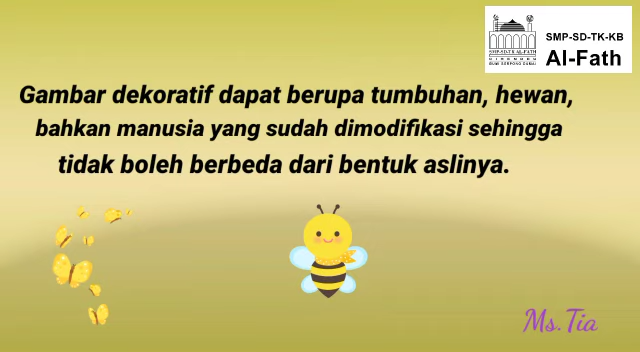 SMP-SD-TK-KB
Al-Fath
Gambar dekoratif dapat berupa tumbuhan, hewan,
bahkan manusia yang sudah dimodifikasi sehingga
tidak boleh berbeda dari bentuk aslinya.
Ms.Tia